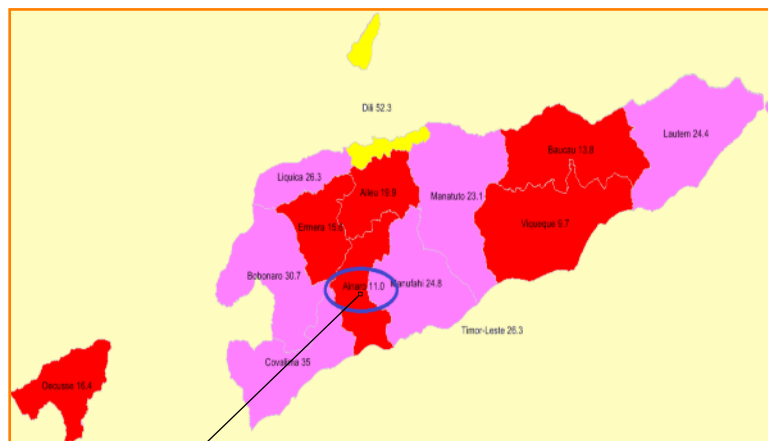 Dili 52.3
Lautem 24.4
Baucau 13.8
Liquica 26.3
Aileu 19.9
Manatuto 23.1
Viqueque 9.7
Ermera
Bobonaro 30.7
Ainaro 11.0
Manufahi 24.8
Timor-Leste 26.3
Covalima 35
Oecusse 16.4